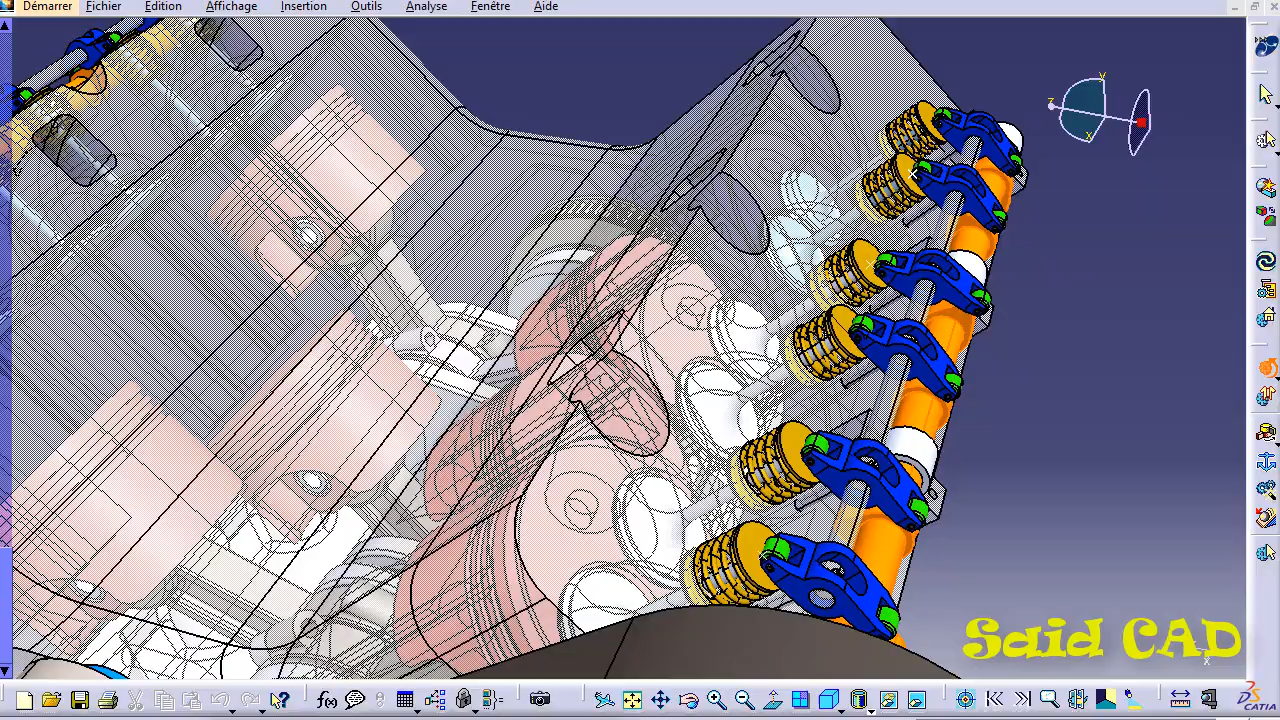 Démarrer Fichier Edition Affichage Insertion Outils Analyse Fenêtre Aide
Y
Z
X
Said CAD
x
f(x)
CATIA